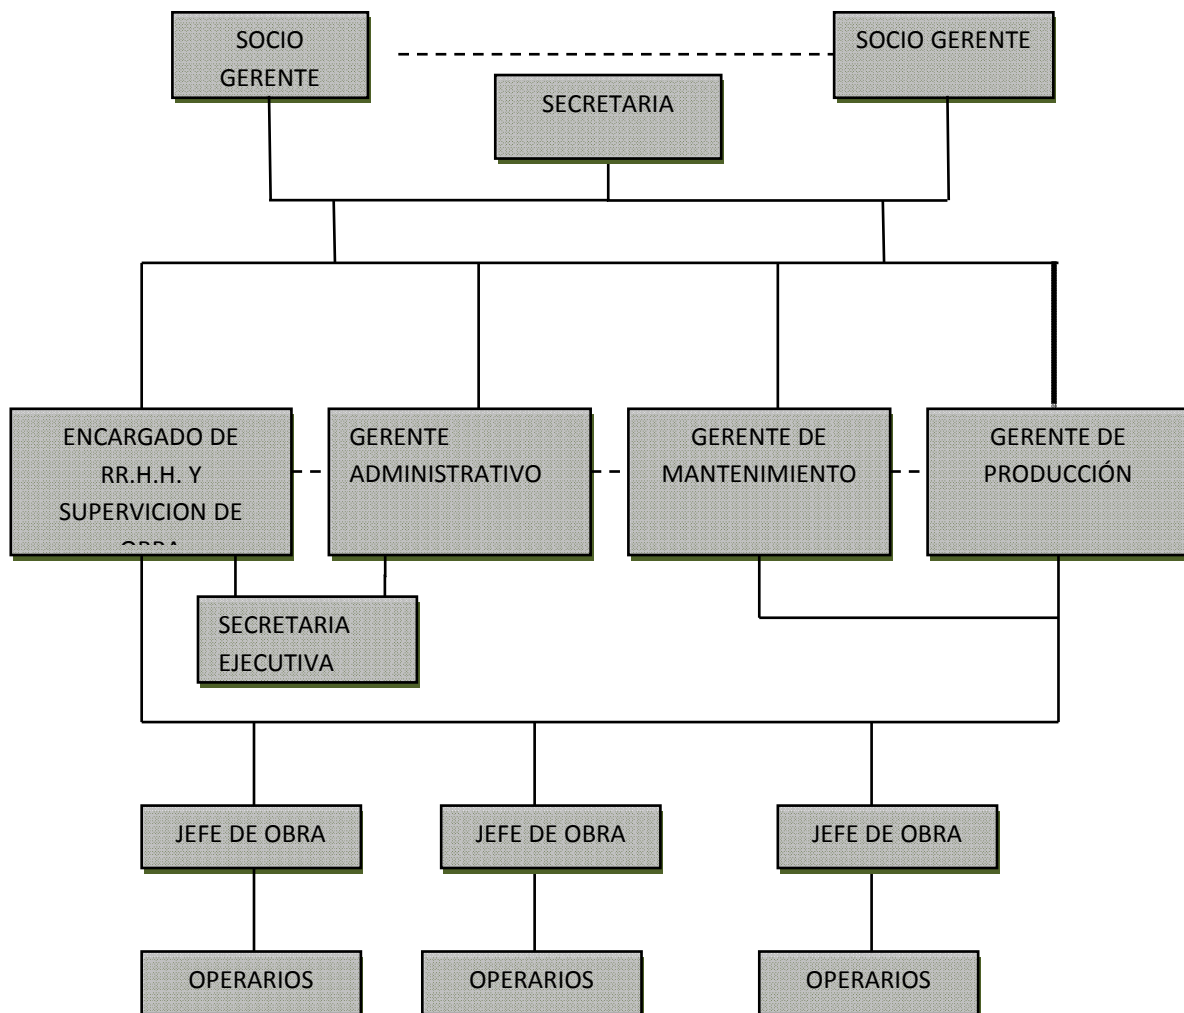 SOCIO
GERENTE
SOCIO GERENTE
SECRETARIA
ENCARGADO DE
RR.H.H. Y
SUPERVICION DE
GERENTE
ADMINISTRATIVO
GERENTE DE
MANTENIMIENTO
GERENTE DE
PRODUCCIÓN
SECRETARIA
EJECUTIVA
JEFE DE OBRA
JEFE DE OBRA
JEFE DE OBRA
OPERARIOS
OPERARIOS
OPERARIOS